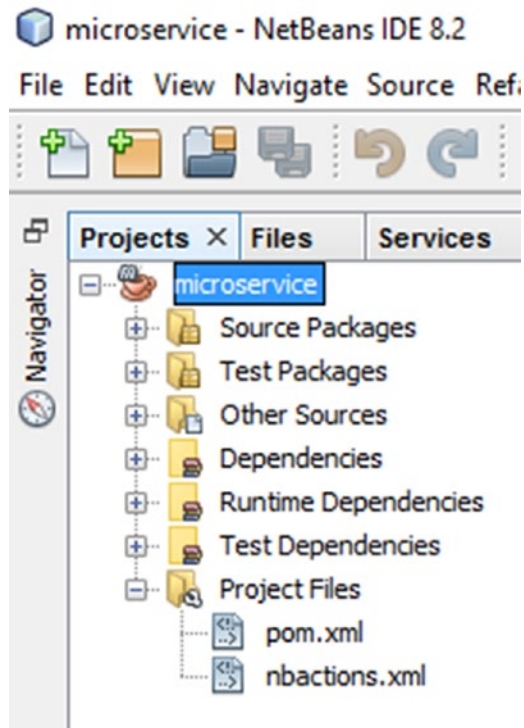 microservice - NetBeans IDE 8.2
File Edit View Navigate Source Refa
Projects × Files Services
Navigator
microservice
Source Packages
Test Packages
Other Sources
Dependencies
Runtime Dependencies
Test Dependencies
Project Files
pom.xml
nbactions.xml